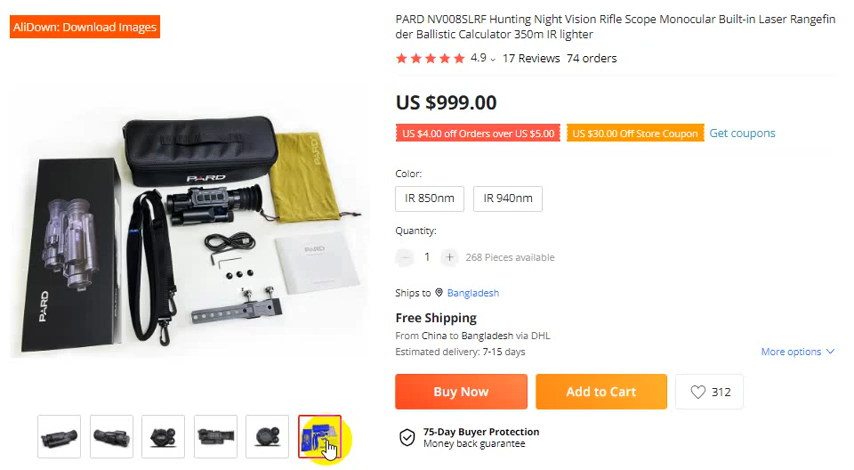 AliDown: Download Images
PARD NV008SLRF Hunting Night Vision Rifle Scope Monocular Built-in Laser Rangefin
der Ballistic Calculator 350m IR lighter
4.9 17 Reviews 74 orders
US $999.00
US $4.00 off Orders over US $5.00 US $30.00 Off Store Coupon Get coupons
Color:
IR 850nm IR 940nm
Quantity:
− 1 + 268 Pieces available
Ships to Bangladesh
Free Shipping
From China to Bangladesh via DHL
Estimated delivery: 7-15 days More options
Buy Now Add to Cart 312
75-Day Buyer Protection
Money back guarantee
PARD
PARD
PARD
PARD